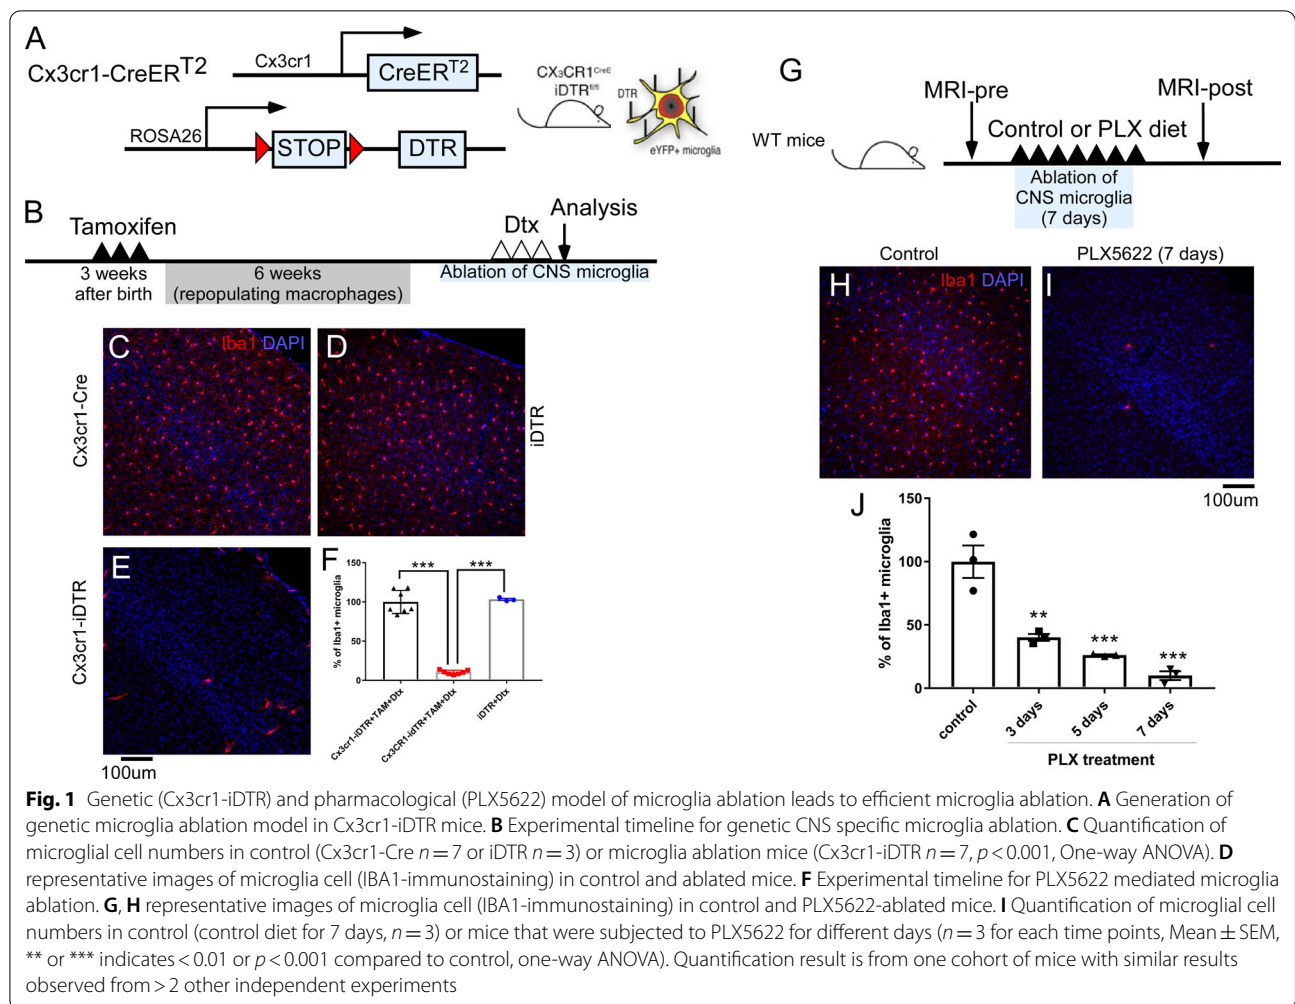 A
Cx3cr1-CreER^T2
Cx3cr1
CreER^T2
ROSA26
STOP
DTR
CX₃CR1^CreE
iDTR^fl/fl
DTR
eYFP+ microglia
B
Tamoxifen
Dtx
Analysis
3 weeks
after birth
6 weeks
(repopulating macrophages)
Ablation of CNS microglia
C
Iba1 DAPI
D
Cx3cr1-Cre
iDTR
E
Cx3cr1-iDTR
100um
F
% of Iba1+ microglia
150
100
50
0
***
***
Cx3cr1-iDTR+TAM+Dtx
Cx3CR1-idTR+TAM+Dtx
iDTR+Dtx
G
WT mice
MRI-pre
MRI-post
Control or PLX diet
Ablation of
CNS microglia
(7 days)
Control
PLX5622 (7 days)
H
Iba1 DAPI
I
100um
J
% of Iba1+ microglia
150
100
50
0
**
***
***
control
3 days
5 days
7 days
PLX treatment
Fig. 1 Genetic (Cx3cr1-iDTR) and pharmacological (PLX5622) model of microglia ablation leads to efficient microglia ablation. A Generation of
genetic microglia ablation model in Cx3cr1-iDTR mice. B Experimental timeline for genetic CNS specific microglia ablation. C Quantification of
microglial cell numbers in control (Cx3cr1-Cre n = 7 or iDTR n = 3) or microglia ablation mice (Cx3cr1-iDTR n = 7, p < 0.001, One-way ANOVA). D
representative images of microglia cell (IBA1-immunostaining) in control and ablated mice. F Experimental timeline for PLX5622 mediated microglia
ablation. G, H representative images of microglia cell (IBA1-immunostaining) in control and PLX5622-ablated mice. I Quantification of microglial cell
numbers in control (control diet for 7 days, n = 3) or mice that were subjected to PLX5622 for different days (n = 3 for each time points, Mean ± SEM,
** or *** indicates < 0.01 or p < 0.001 compared to control, one-way ANOVA). Quantification result is from one cohort of mice with similar results
observed from > 2 other independent experiments